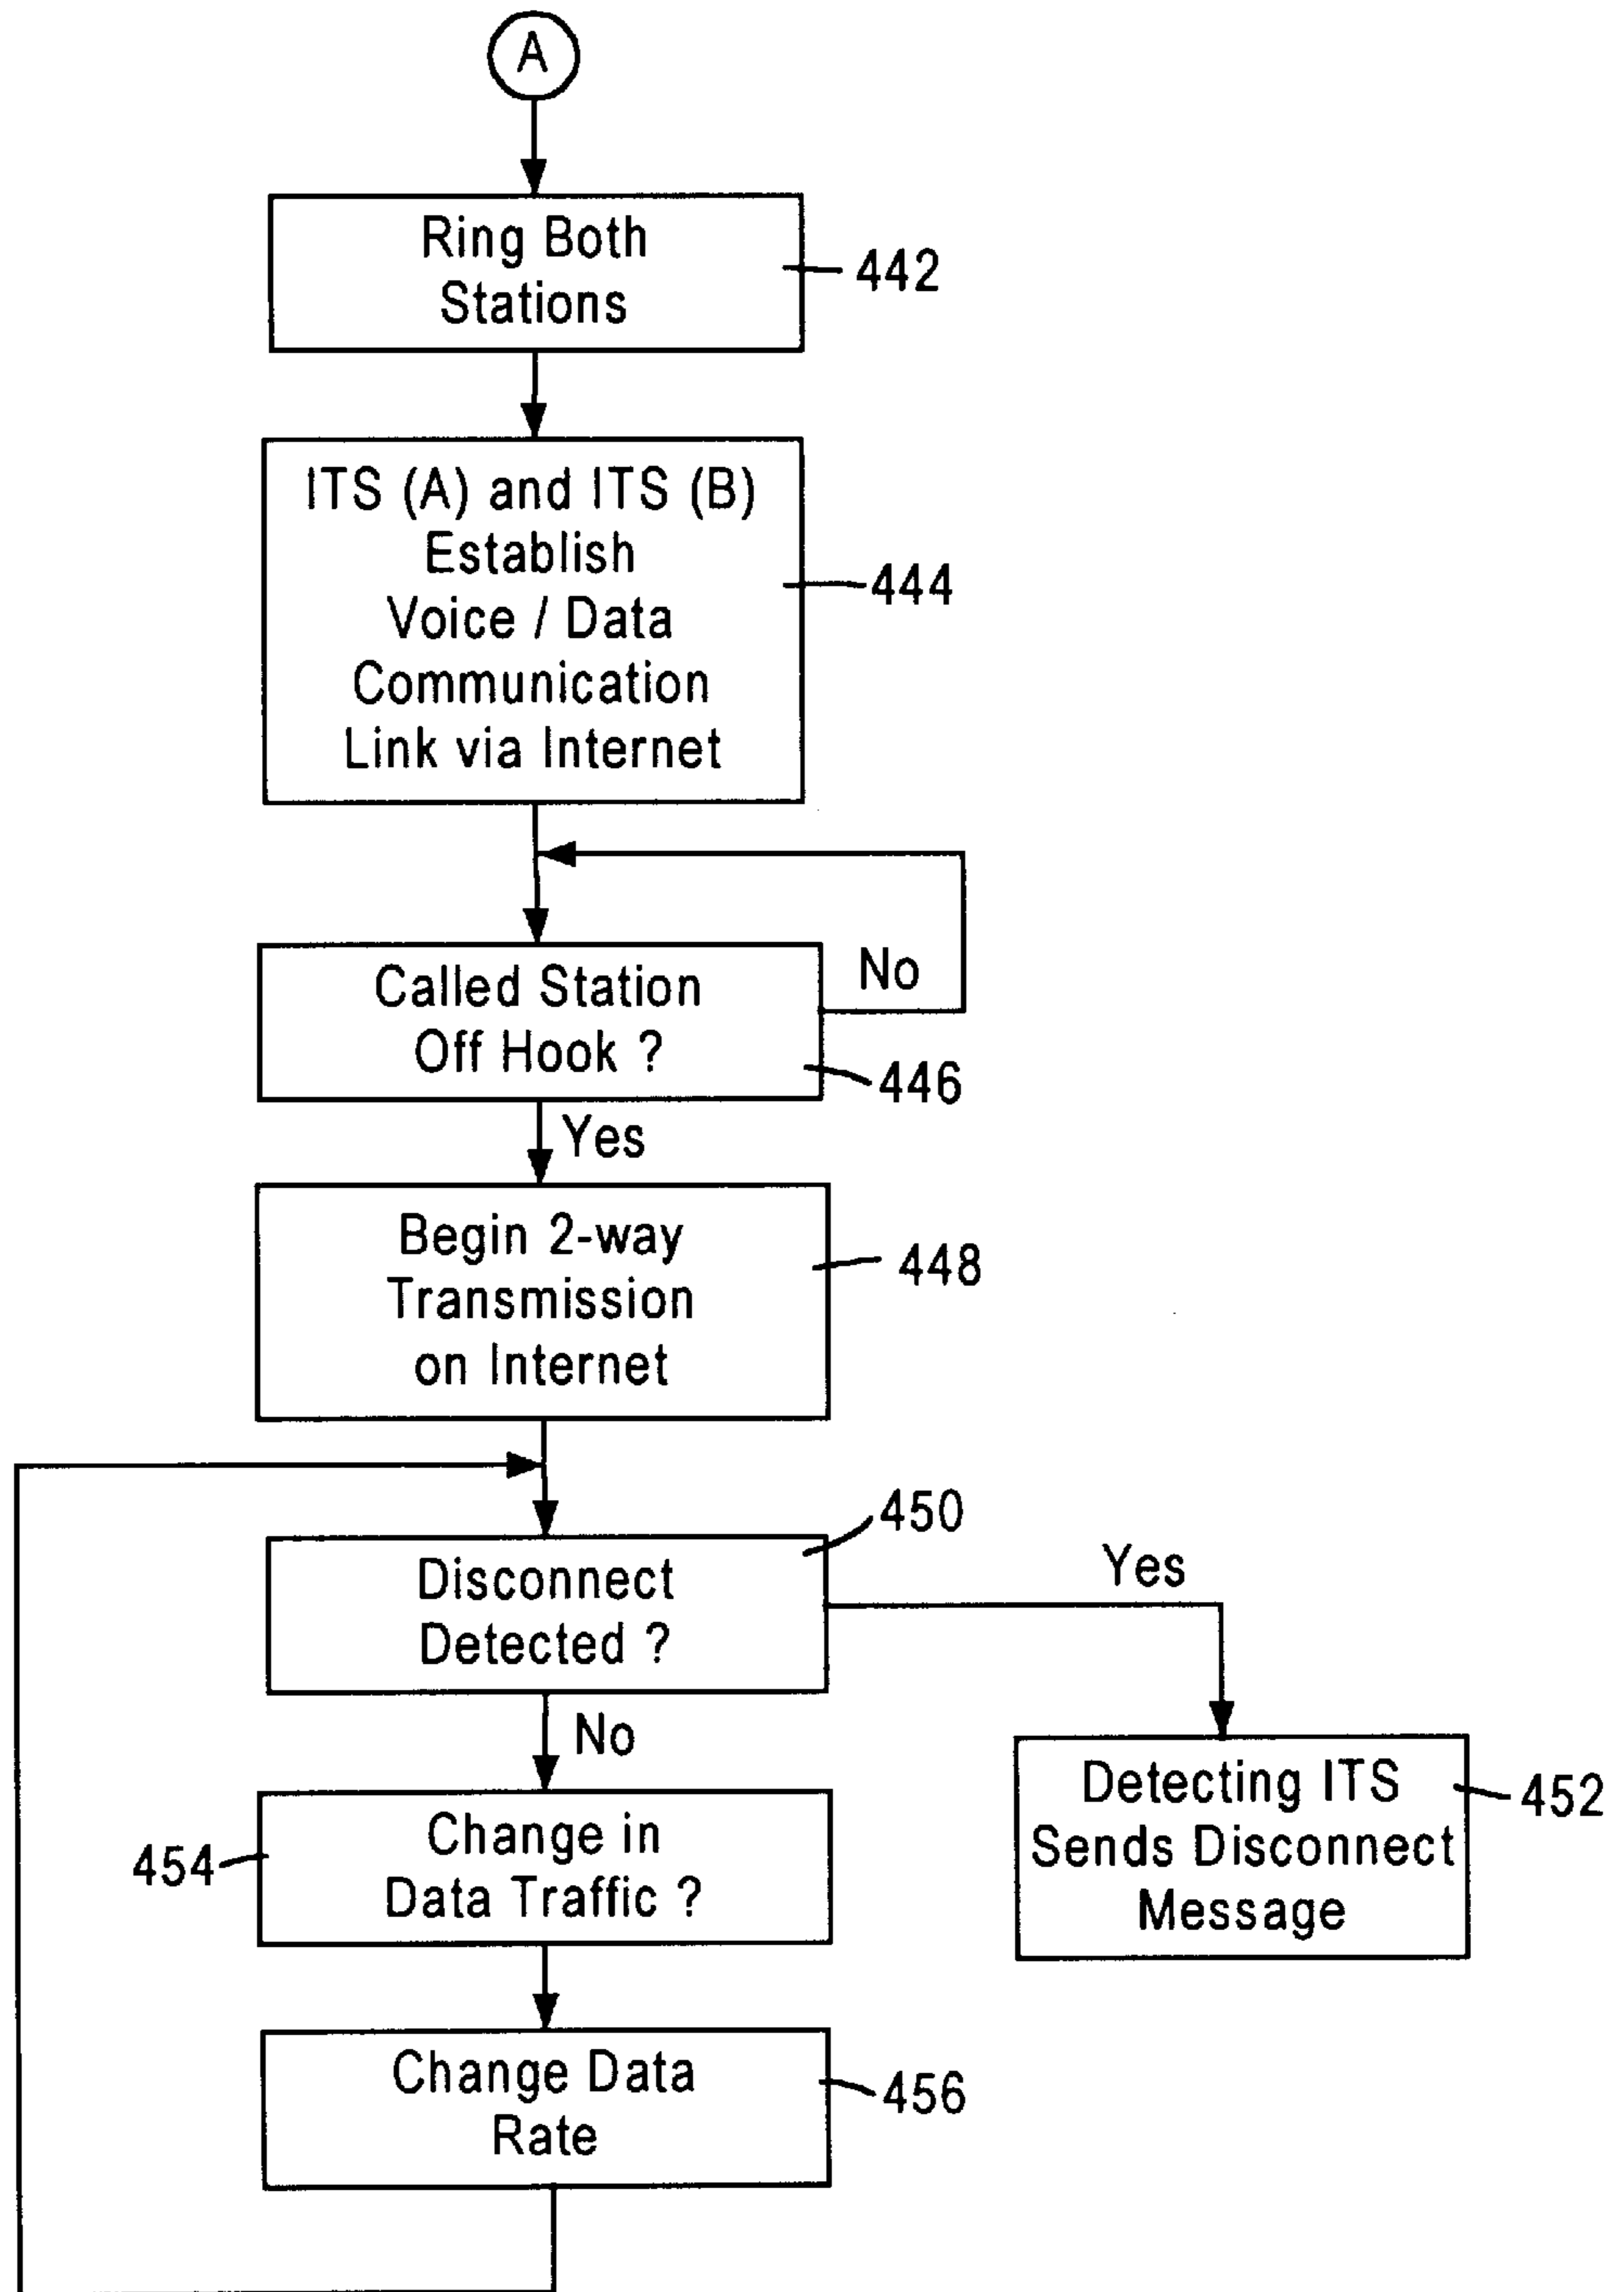 A
Ring Both
Stations
442
ITS (A) and ITS (B)
Establish
Voice / Data
Communication
Link via Internet
444
Called Station
Off Hook ?
No
446
Yes
Begin 2-way
Transmission
on Internet
448
450
Disconnect
Detected ?
Yes
No
Detecting ITS
Sends Disconnect
Message
452
454
Change in
Data Traffic ?
Change Data
Rate
456